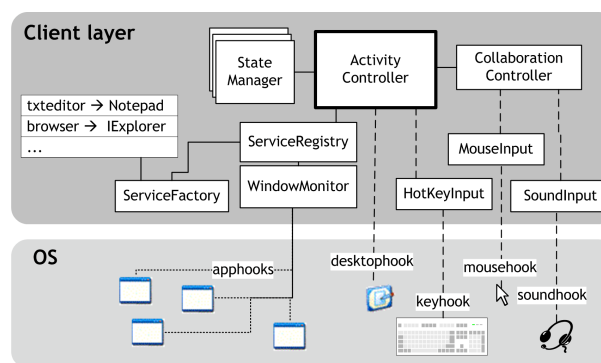 Client layer
State
Manager
Activity
Controller
Collaboration
Controller
txteditor → Notepad
browser → IExplorer
...
ServiceRegistry
MouseInput
ServiceFactory
WindowMonitor
HotKeyInput
SoundInput
OS
apphooks
desktophook
mousehook
keyhook
soundhook